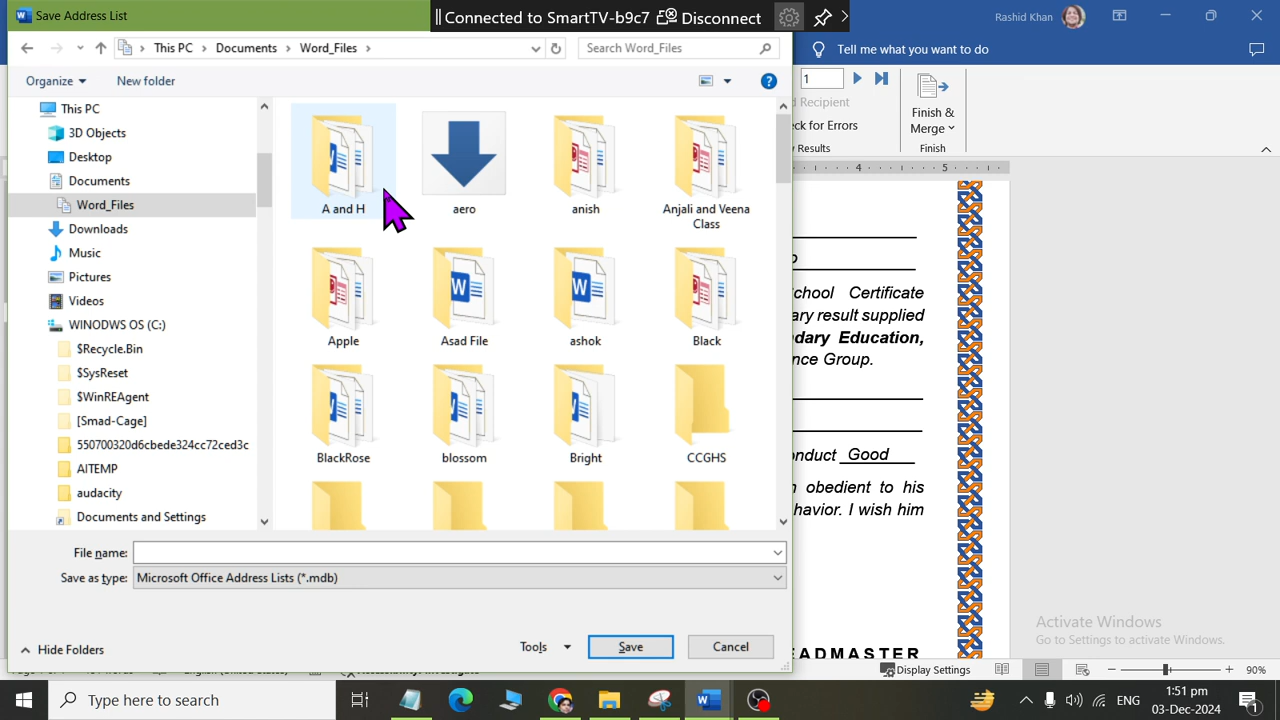 Save Address List
Connected to SmartTV-b9c7 Disconnect
Rashid Khan
This PC Documents Word_Files
Search Word_Files
Tell me what you want to do
Organize New folder
1
Recipient
eck for Errors
Results
Finish &
Merge
Finish
This PC
3D Objects
Desktop
Documents
Word_Files
Downloads
Music
Pictures
Videos
WINODWS OS (C:)
$Recycle.Bin
$SysReset
$WinREAgent
[Smad-Cage]
550700320d6cbede324cc72ced3c
AITEMP
audacity
Documents and Settings
A and H
aero
anish
Anjali and Veena
Class
Apple
Asad File
ashok
Black
BlackRose
blossom
Bright
CCGHS
4 5
chool Certificate
ary result supplied
dary Education,
nce Group.
onduct Good
n obedient to his
havior. I wish him
EADMASTER
File name:
Save as type: Microsoft Office Address Lists (*.mdb)
Hide Folders
Tools Save Cancel
Activate Windows
Go to Settings to activate Windows.
Display Settings
90%
Type here to search
ENG
1:51 pm
03-Dec-2024
1